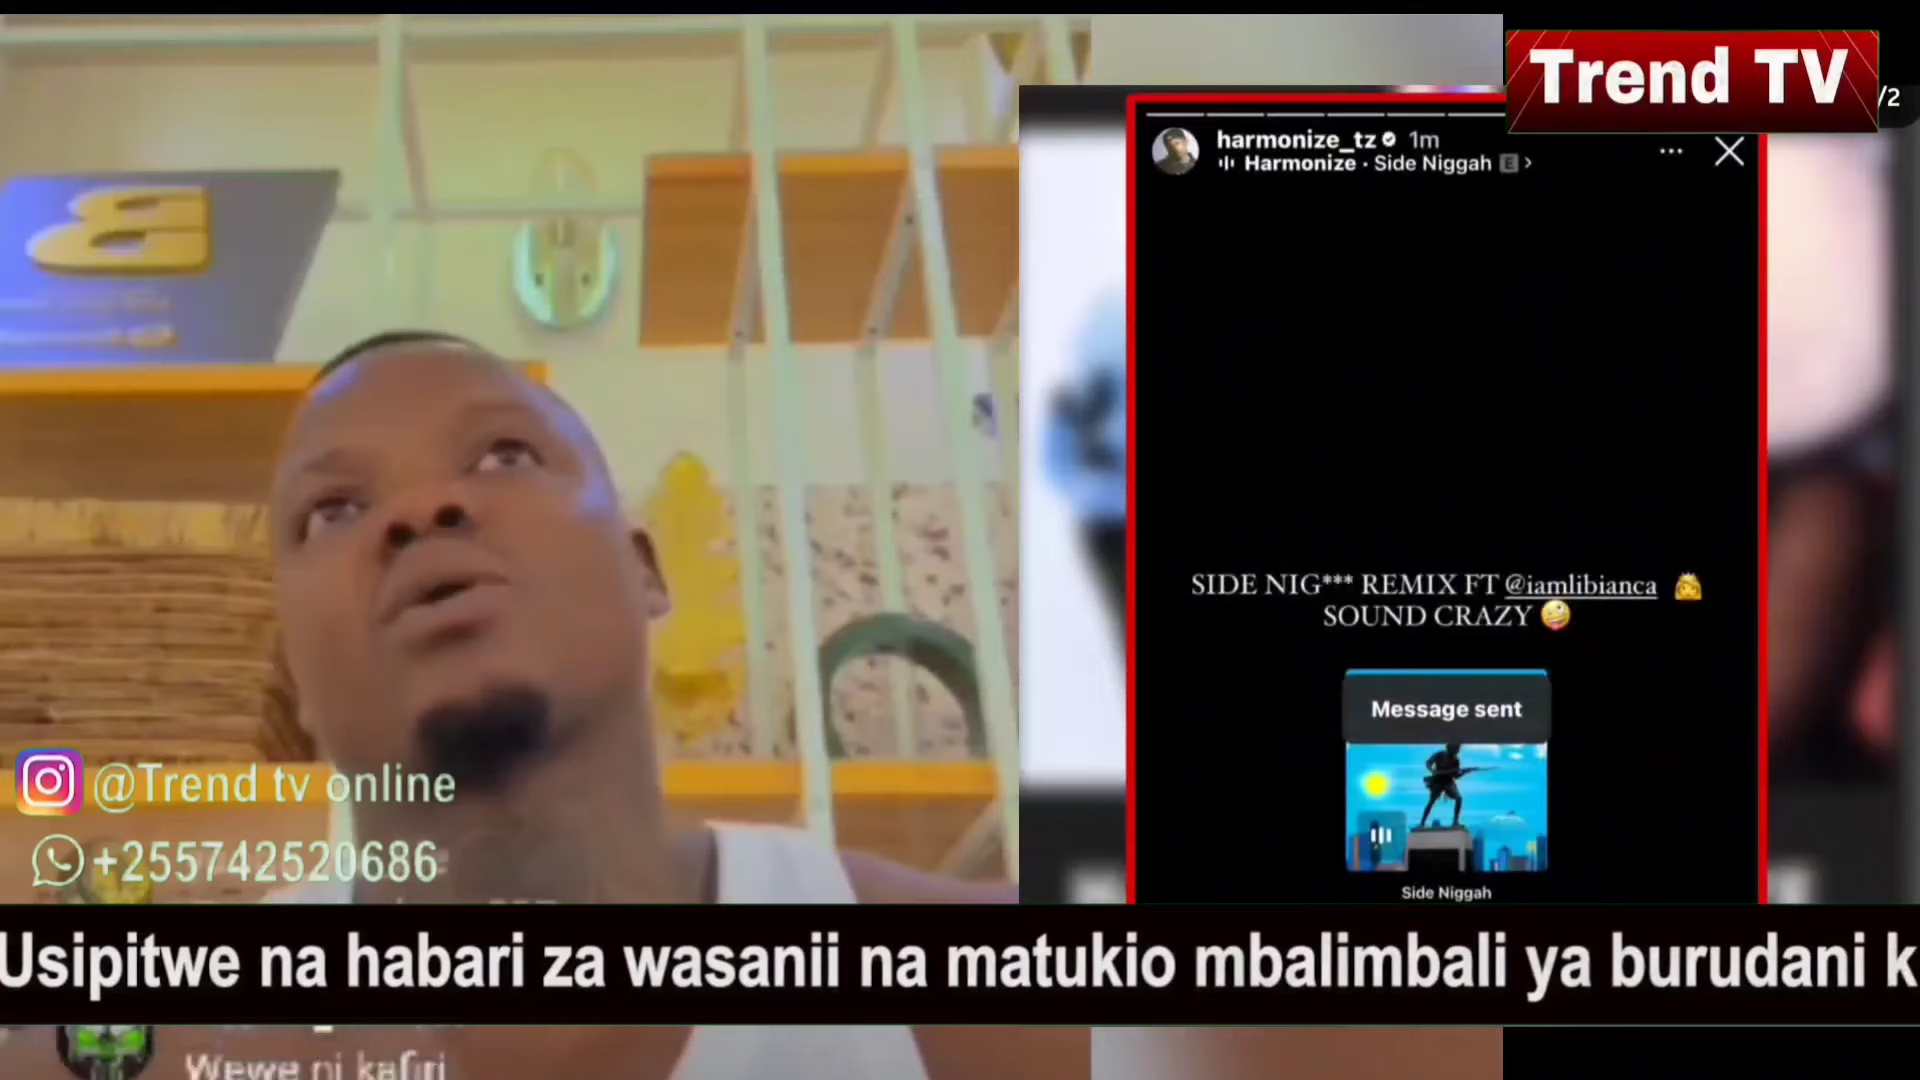 Trend TV
/2
harmonize_tz 1m
Harmonize · Side Niggah E >
SIDE NIG*** REMIX FT @iamlibianca
SOUND CRAZY
Message sent
Side Niggah
@Trend tv online
+255742520686
Usipitwe na habari za wasanii na matukio mbalimbali ya burudani k
Wewe ni kafiri